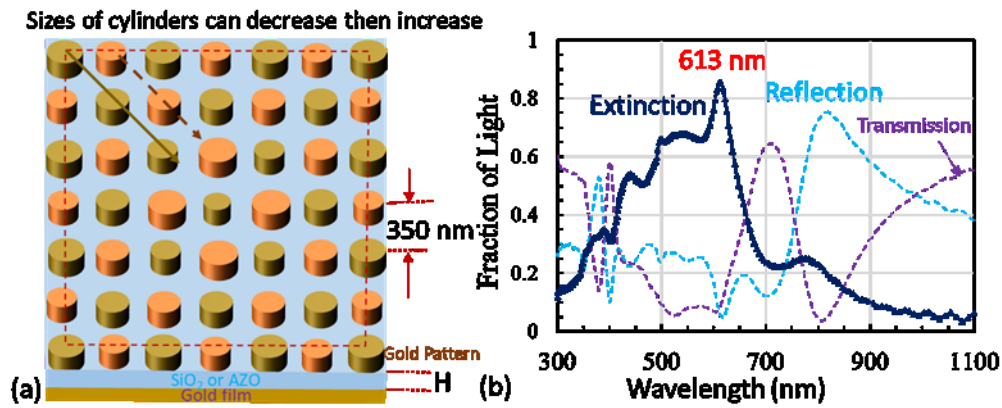 Sizes of cylinders can decrease then increase
350 nm
Gold Pattern
SiO₂ or AZO
H
Gold film
(a)
1
0.8
0.6
0.4
0.2
0
Fraction of Light
613 nm
Extinction
Reflection
Transmission
300
500
700
900
1100
Wavelength (nm)
(b)